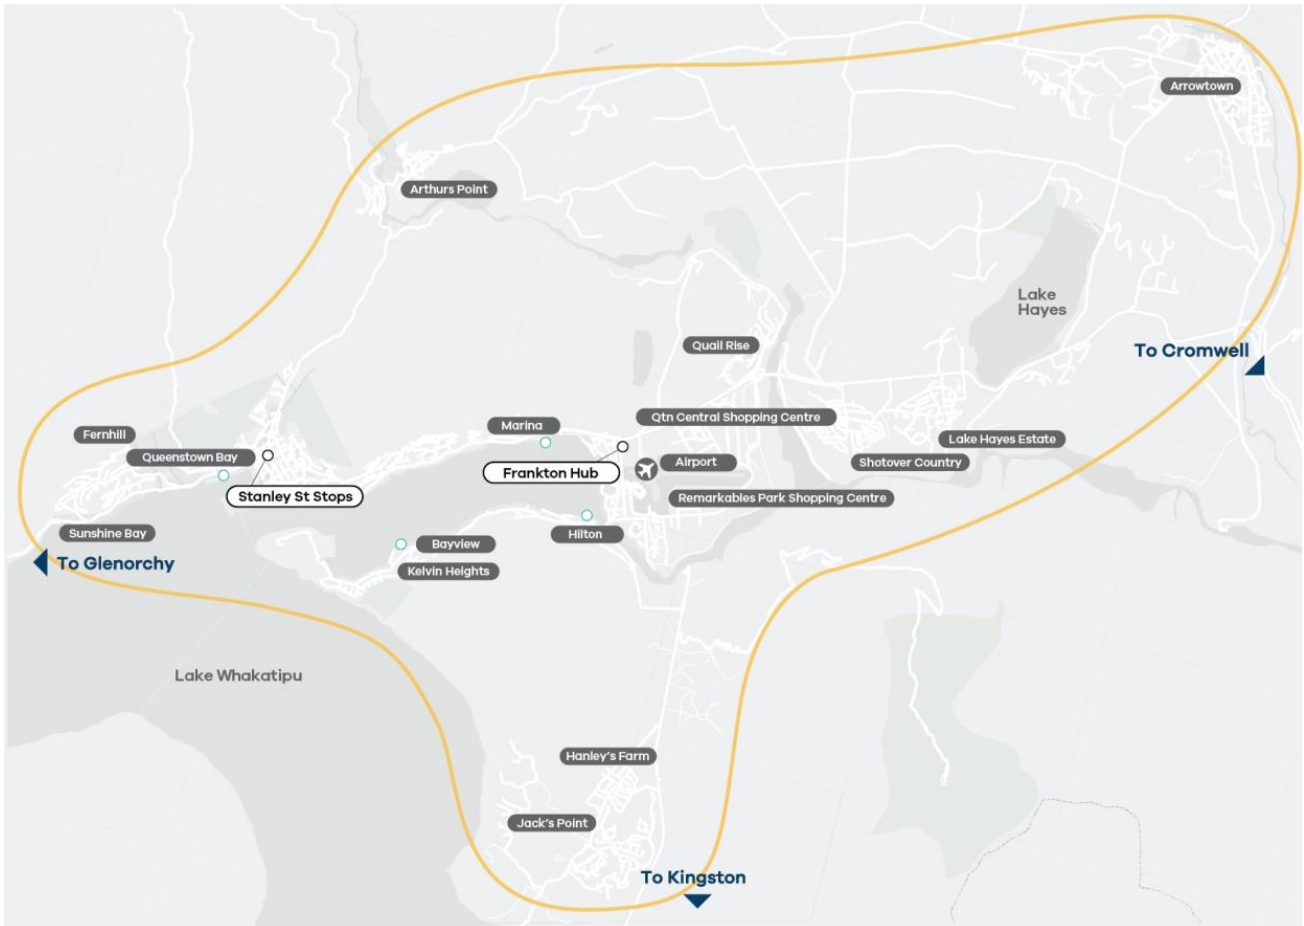 Arrowtown
Arthurs Point
Lake
Hayes
Quail Rise
To Cromwell
Qtn Central Shopping Centre
Marina
Fernhill
Lake Hayes Estate
Queenstown Bay
Airport
Shotover Country
Frankton Hub
Stanley St Stops
Remarkables Park Shopping Centre
Sunshine Bay
Hilton
Bayview
To Glenorchy
Kelvin Heights
Lake Whakatipu
Hanley's Farm
Jack's Point
To Kingston